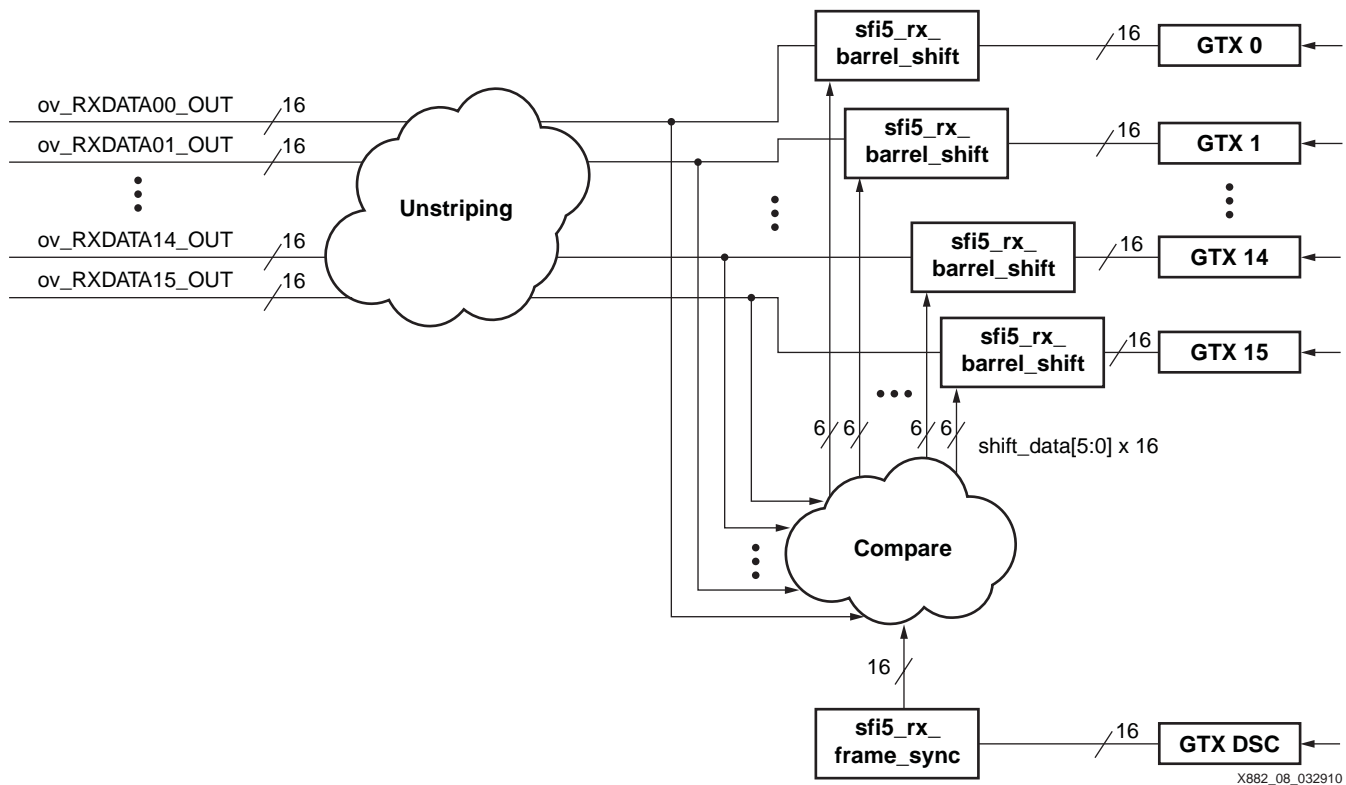 sfi5_rx_
barrel_shift
16
GTX 0
ov_RXDATA00_OUT
16
sfi5_rx_
barrel_shift
16
GTX 1
ov_RXDATA01_OUT
16
Unstriping
ov_RXDATA14_OUT
16
sfi5_rx_
barrel_shift
16
GTX 14
ov_RXDATA15_OUT
16
sfi5_rx_
barrel_shift
16
GTX 15
6
6
6
6
shift_data[5:0] x 16
Compare
16
sfi5_rx_
frame_sync
16
GTX DSC
X882_08_032910